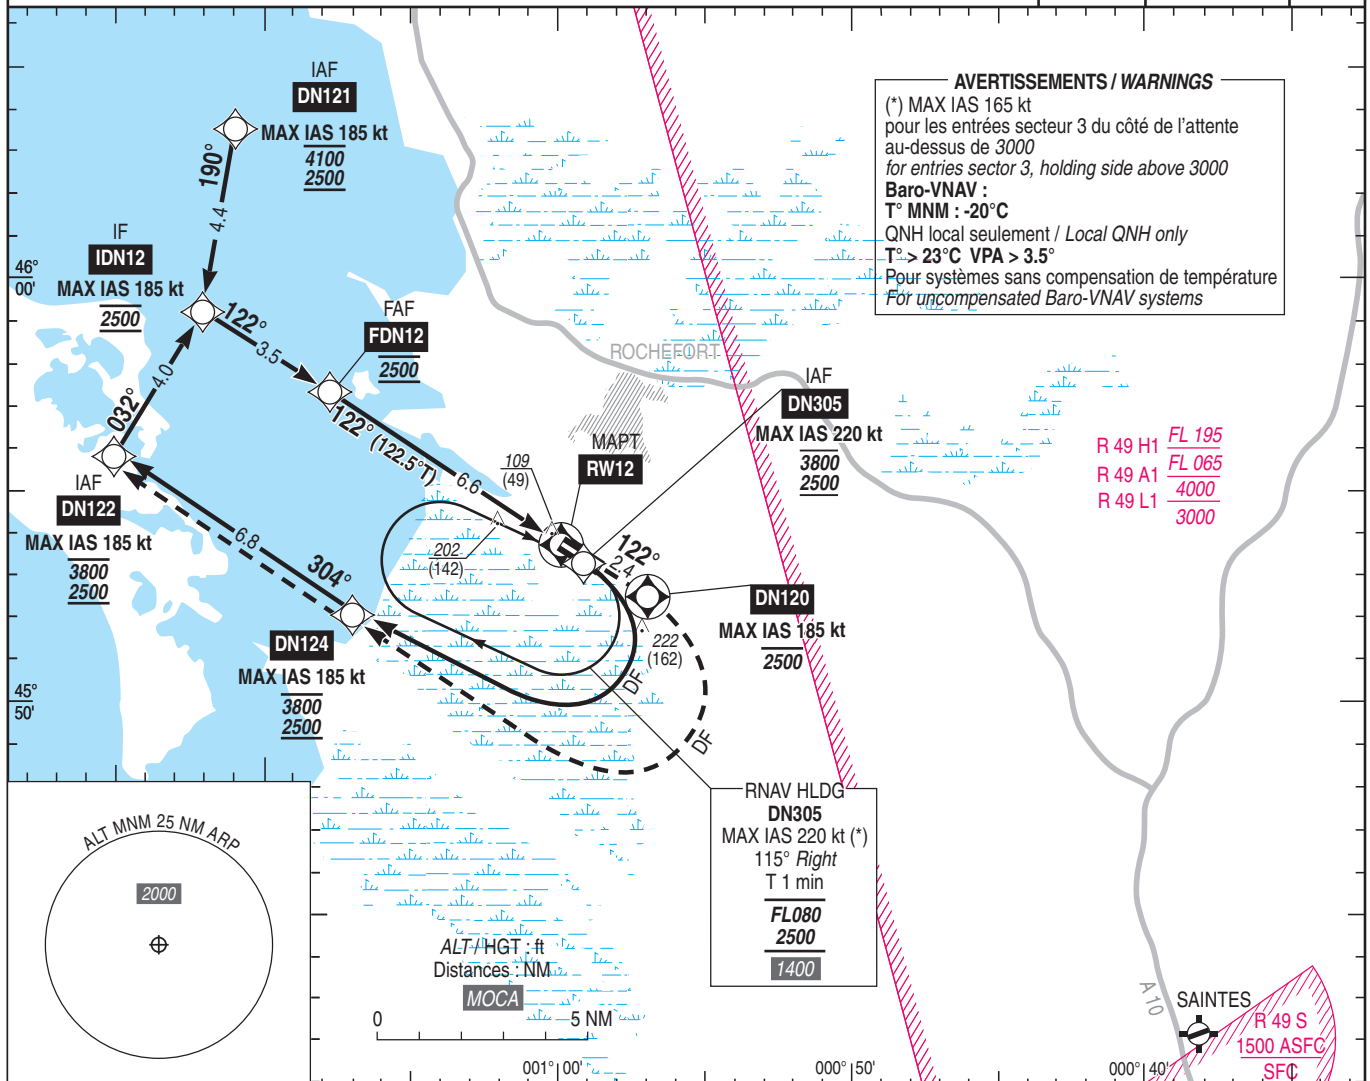 IAF
DN121
MAX IAS 185 kt
4100
2500
190°
4.4
IF
IDN12
MAX IAS 185 kt
2500
46°
00'
122°
3.5
FAF
FDN12
2500
032°
4.0
122° (122.5°T)
6.6
IAF
DN122
MAX IAS 185 kt
3800
2500
6.8
304°
DN124
MAX IAS 185 kt
3800
2500
45°
50'
109
(49)
202
(142)
ROCHEFORT
MAPT
RW12
IAF
DN305
MAX IAS 220 kt
3800
2500
122°
2.4
DN120
MAX IAS 185 kt
2500
222
(162)
DF
DF
AVERTISSEMENTS / WARNINGS
(*) MAX IAS 165 kt
pour les entrées secteur 3 du côté de l'attente
au-dessus de 3000
for entries sector 3, holding side above 3000
Baro-VNAV :
T° MNM : -20°C
QNH local seulement / Local QNH only
T° > 23°C VPA > 3.5°
Pour systèmes sans compensation de température
For uncompensated Baro-VNAV systems
R 49 H1 FL 195
R 49 A1 FL 065
4000
R 49 L1
3000
RNAV HLDG
DN305
MAX IAS 220 kt (*)
115° Right
T 1 min
FL080
2500
1400
ALT MNM 25 NM ARP
2000
ALT / HGT : ft
Distances : NM
MOCA
0 5 NM
001° 00'
000° 50'
000° 40'
A 10
SAINTES
R 49 S
1500 ASFC
SFC